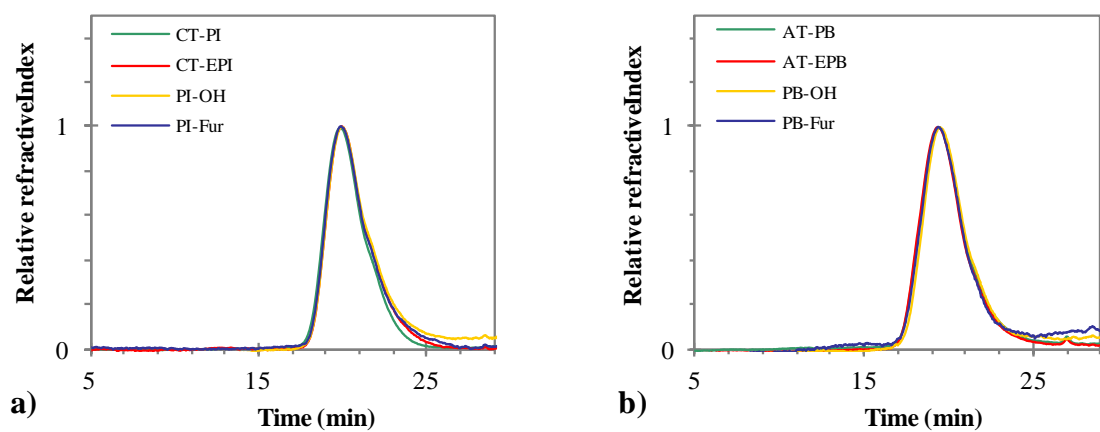 CT-PI
CT-EPI
PI-OH
PI-Fur
1
0
5
15
25
Relative refractiveIndex
Time (min)
a)
AT-PB
AT-EPB
PB-OH
PB-Fur
1
0
5
15
25
Relative refractiveIndex
Time (min)
b)